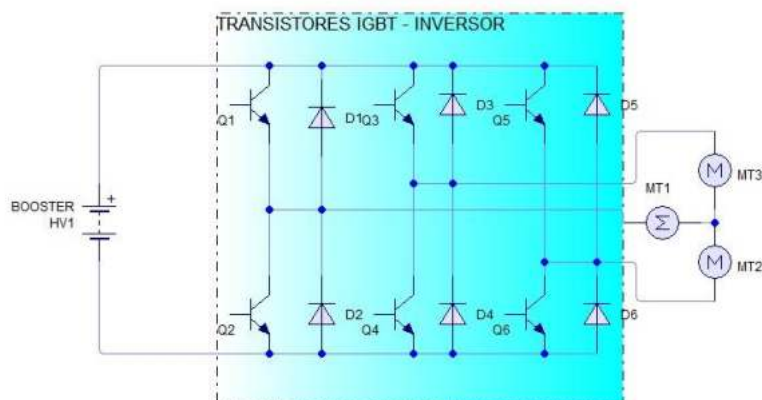 TRANSISTORES IGBT - INVERSOR
Q1
D1
Q3
D3
Q5
D5
MT3
MT1
BOOSTER
HV1
M
Σ
M
MT2
Q2
D2
Q4
D4
Q6
D6